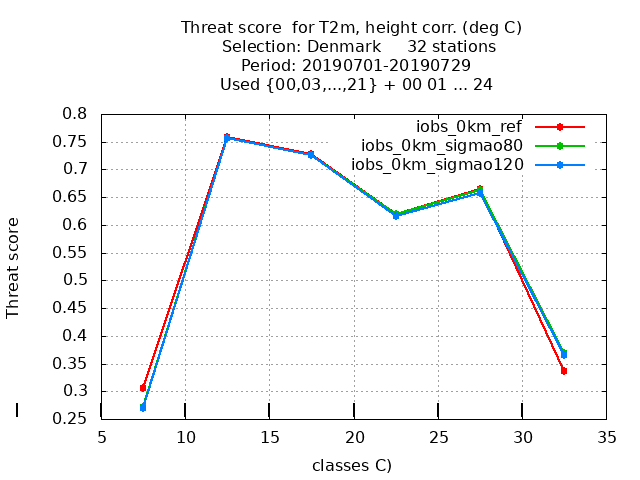 Threat score  for T2m, height corr. (deg C)
Selection: Denmark     32 stations
Period: 20190701-20190729
Used {00,03,...,21} + 00 01 ... 24
iobs_0km_ref
iobs_0km_sigmao80
iobs_0km_sigmao120
0.8
0.75
0.7
0.65
0.6
0.55
0.5
0.45
0.4
0.35
0.3
0.25
Threat score
5 10 15 20 25 30 35
classes C)